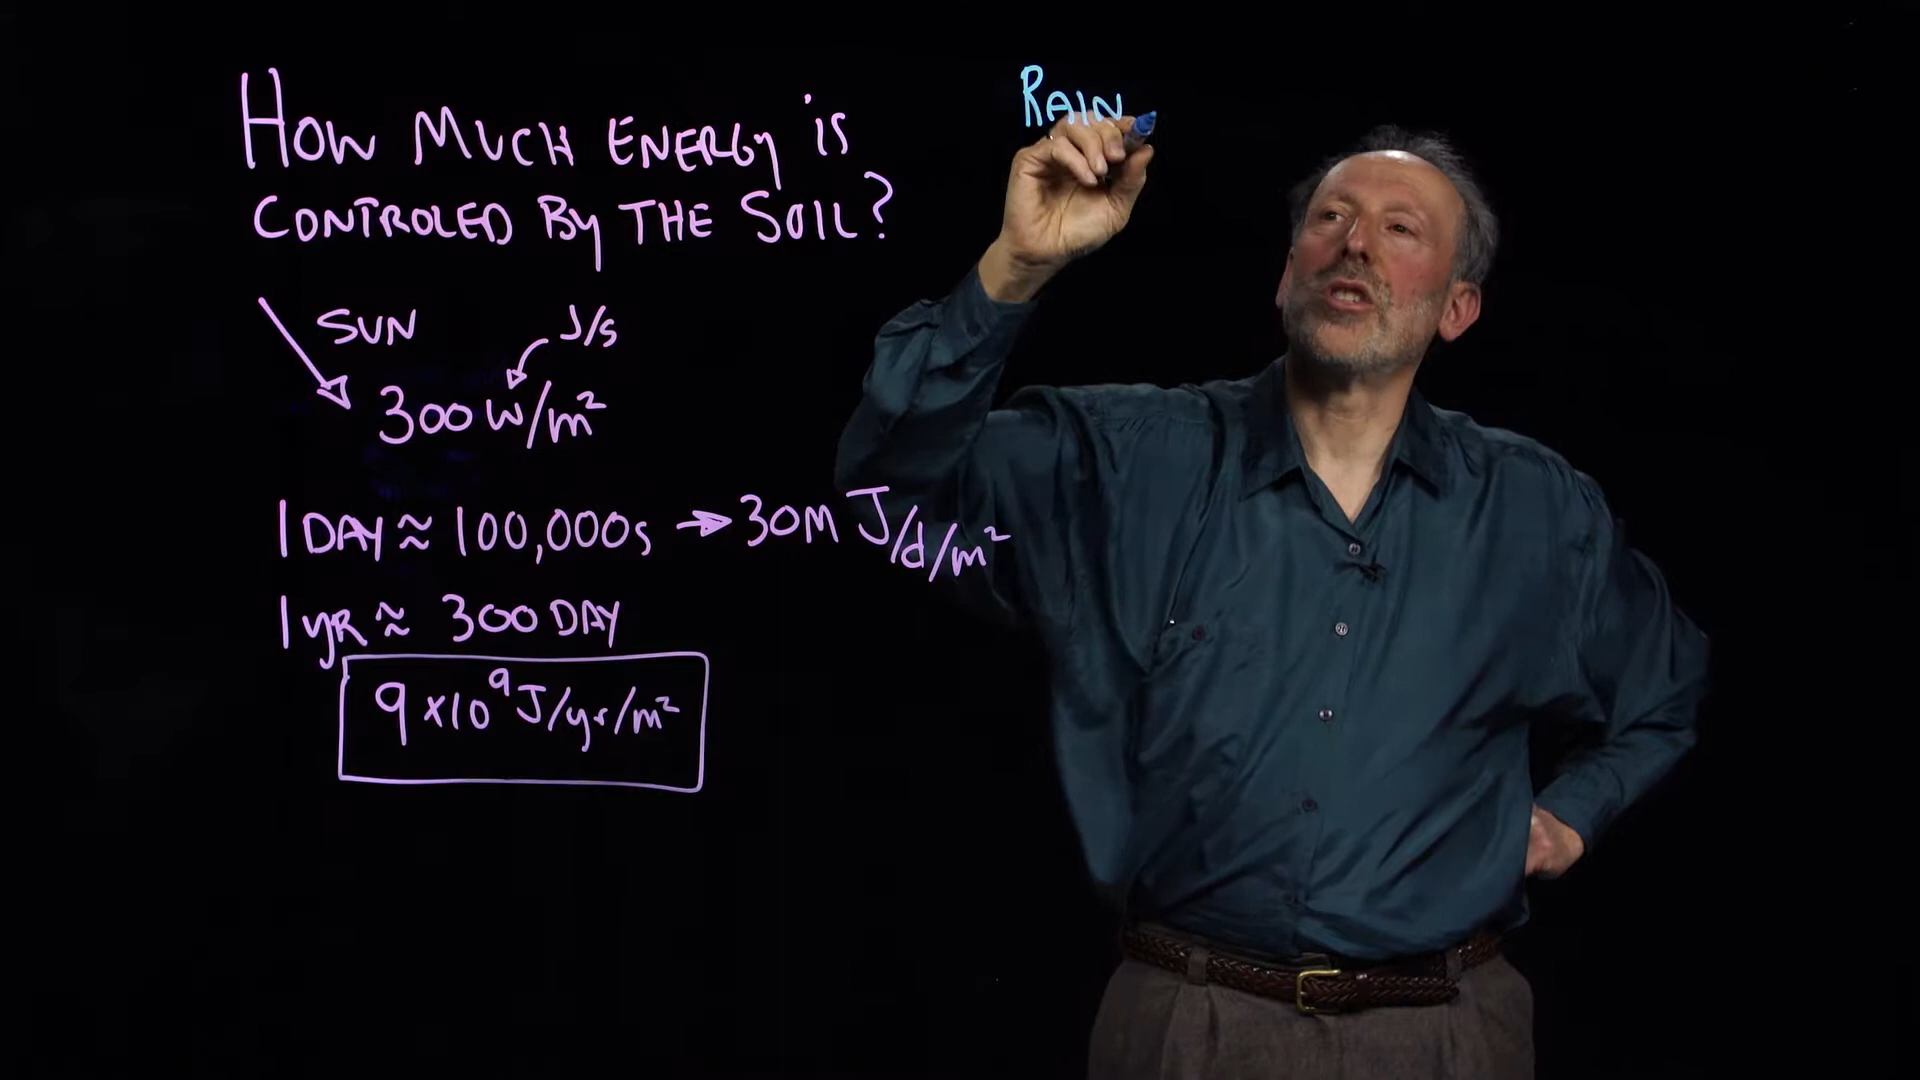 How Much Energy is
Controled By The Soil?
Sun
J/s
300 W/m²
1 Day ≈ 100,000s → 30M J/d/m²
1 yr ≈ 300 Day
9 × 10⁹ J/yr/m²
Rain